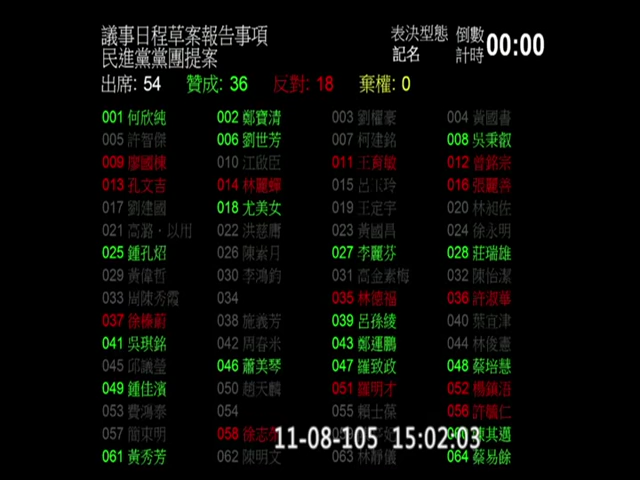 議事日程草案報告事項
民進黨黨團提案
表決型態 記名
倒數計時 00:00
出席: 54 贊成: 36 反對: 18 棄權: 0
001 何欣純 002 鄭寶清 003 劉櫂豪 004 黃國書
005 許智傑 006 劉世芳 007 柯建銘 008 吳秉叡
009 廖國棟 010 江啟臣 011 王育敏 012 曾銘宗
013 孔文吉 014 林麗蟬 015 呂玉玲 016 張麗善
017 劉建國 018 尤美女 019 王定宇 020 林昶佐
021 高潞‧以用 022 洪慈庸 023 黃國昌 024 徐永明
025 鍾孔炤 026 陳素月 027 李麗芬 028 莊瑞雄
029 黃偉哲 030 李鴻鈞 031 高金素梅 032 陳怡潔
033 周陳秀霞 034 035 林德福 036 許淑華
037 徐榛蔚 038 施義芳 039 呂孫綾 040 葉宜津
041 吳琪銘 042 周春米 043 鄭運鵬 044 林俊憲
045 邱議瑩 046 蕭美琴 047 羅致政 048 蔡培慧
049 鍾佳濱 050 趙天麟 051 羅明才 052 楊鎮浯
053 費鴻泰 054 055 賴士葆 056 許毓仁
057 簡東明 058 徐志榮 陳其邁
11-08-105 15:02:03
061 黃秀芳 062 陳明文 063 林靜儀 064 蔡易餘